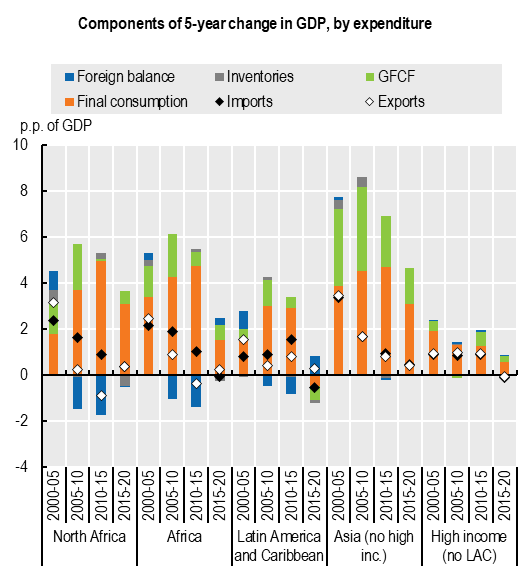 Components of 5-year change in GDP, by expenditure
Foreign balance
Inventories
GFCF
Final consumption
Imports
Exports
p.p. of GDP
10
8
6
4
2
0
-2
-4
2000-05
2005-10
2010-15
2015-20
2000-05
2005-10
2010-15
2015-20
2000-05
2005-10
2010-15
2015-20
2000-05
2005-10
2010-15
2015-20
2000-05
2005-10
2010-15
2015-20
North Africa
Africa
Latin America
and Caribbean
Asia (no high
inc.)
High income
(no LAC)